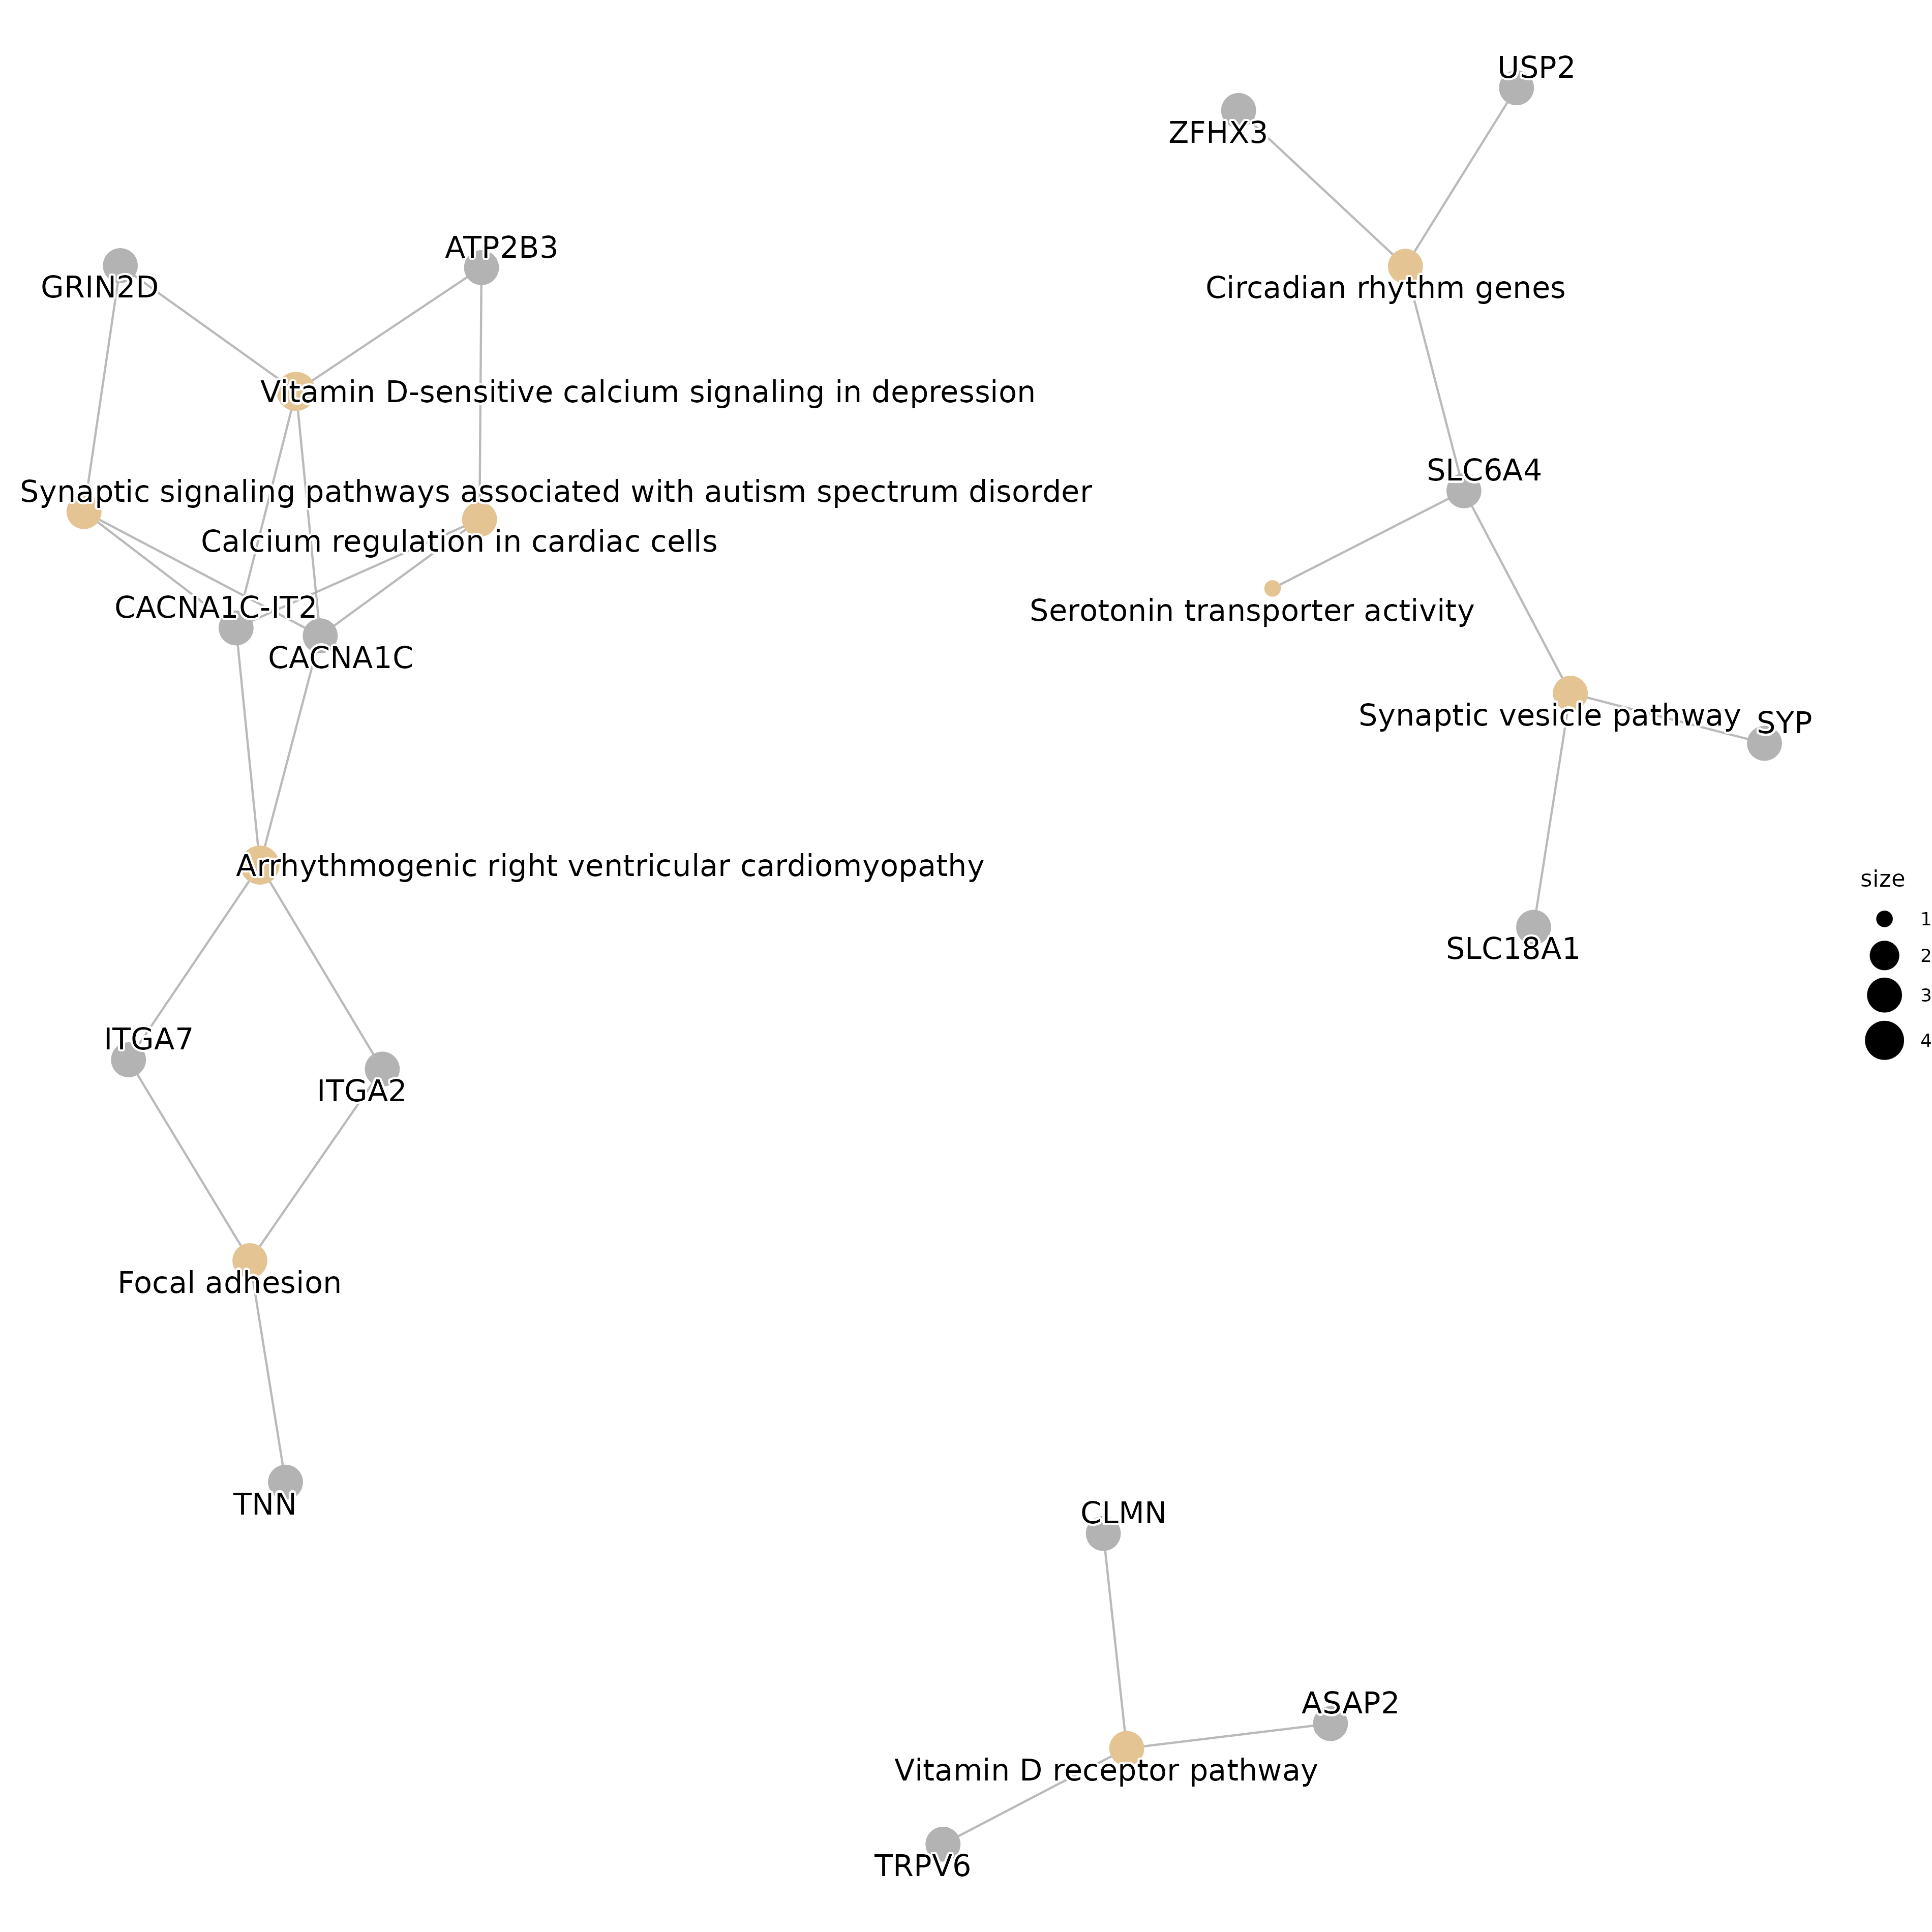 USP2
ZFHX3
ATP2B3
GRIN2D
Circadian rhythm genes
Vitamin D-sensitive calcium signaling in depression
SLC6A4
Synaptic signaling pathways associated with autism spectrum disorder
Calcium regulation in cardiac cells
CACNA1C-IT2
Serotonin transporter activity
CACNA1C
Synaptic vesicle pathway
SYP
Arrhythmogenic right ventricular cardiomyopathy
size
1
2
3
4
SLC18A1
ITGA7
ITGA2
Focal adhesion
TNN
CLMN
ASAP2
Vitamin D receptor pathway
TRPV6